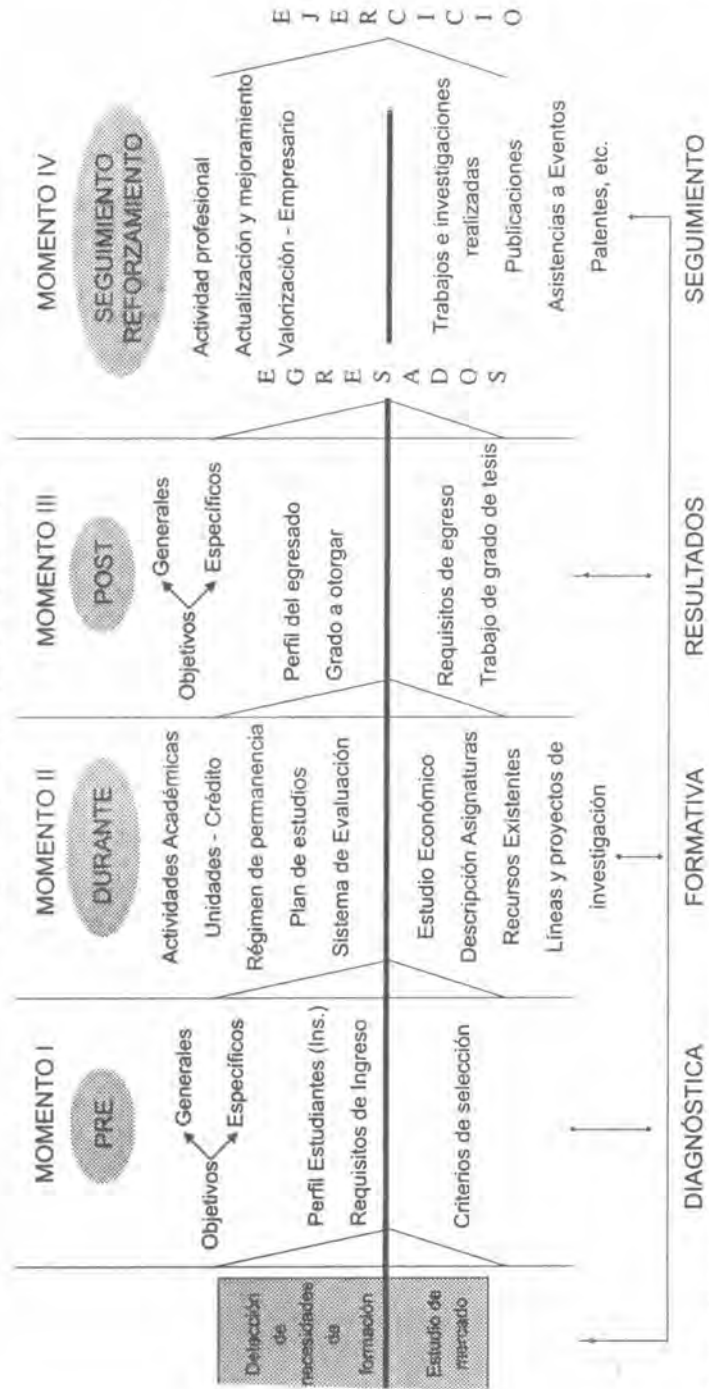 Detección
de
necesidades
de
formación
Estudio de
mercado
MOMENTO I
PRE
Objetivos
Generales
Específicos
Perfil Estudiantes (Ins.)
Requisitos de Ingreso
Criterios de selección
DIAGNÓSTICA
MOMENTO II
DURANTE
Actividades Académicas
Unidades - Crédito
Régimen de permanencia
Plan de estudios
Sistema de Evaluación
Estudio Económico
Descripción Asignaturas
Recursos Existentes
Líneas y proyectos de
investigación
FORMATIVA
MOMENTO III
POST
Objetivos
Generales
Específicos
Perfil del egresado
Grado a otorgar
Requisitos de egreso
Trabajo de grado de tesis
RESULTADOS
EGRESADOS
MOMENTO IV
SEGUIMIENTO
REFORZAMIENTO
Actividad profesional
Actualización y mejoramiento
Valorización - Empresario
Trabajos e investigaciones
realizadas
Publicaciones
Asistencias a Eventos
Patentes, etc.
SEGUIMIENTO
EJERCICIO